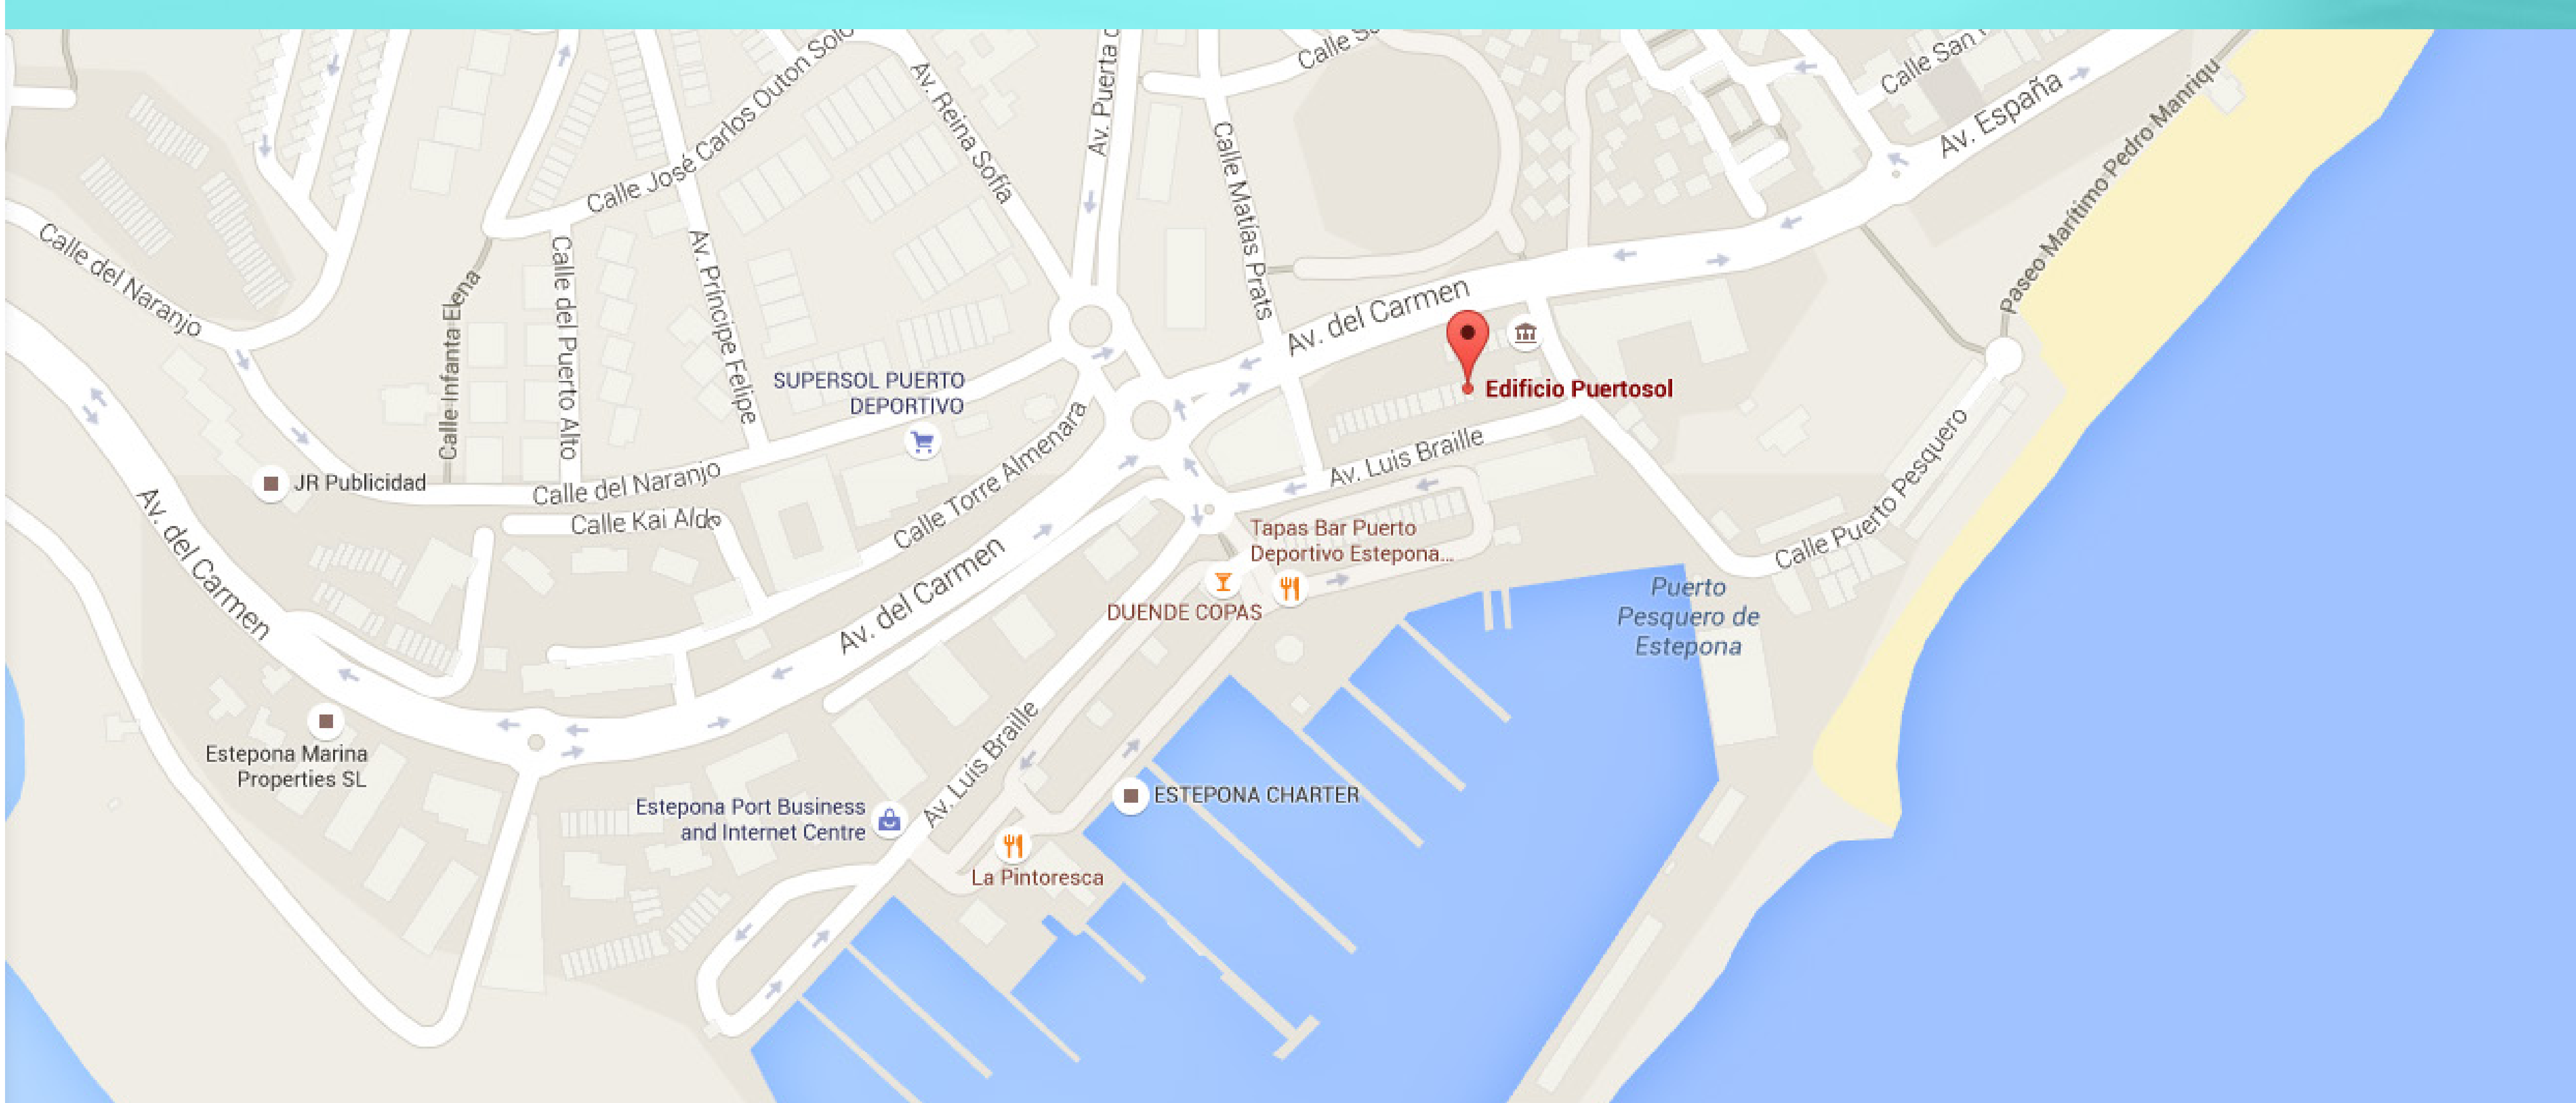 Calle José Carlos Outon Solo
Av. Reina Sofía
Av. Puerta
Calle
Calle San
Av. España
Paseo Marítimo Pedro Manriqu
Calle Matías Prats
Calle del Naranjo
Calle Infanta Elena
Calle del Puerto Alto
Av. Príncipe Felipe
Av. del Carmen
SUPERSOL PUERTO
DEPORTIVO
Edificio Puertosol
Calle Torre Almenara
Av. Luis Braille
JR Publicidad
Calle del Naranjo
Calle Kai Alde
Calle Puerto Pesquero
Av. del Carmen
Av. del Carmen
Tapas Bar Puerto
Deportivo Estepona...
DUENDE COPAS
Puerto
Pesquero de
Estepona
Estepona Marina
Properties SL
Av. Luis Braille
Estepona Port Business
and Internet Centre
ESTEPONA CHARTER
La Pintoresca